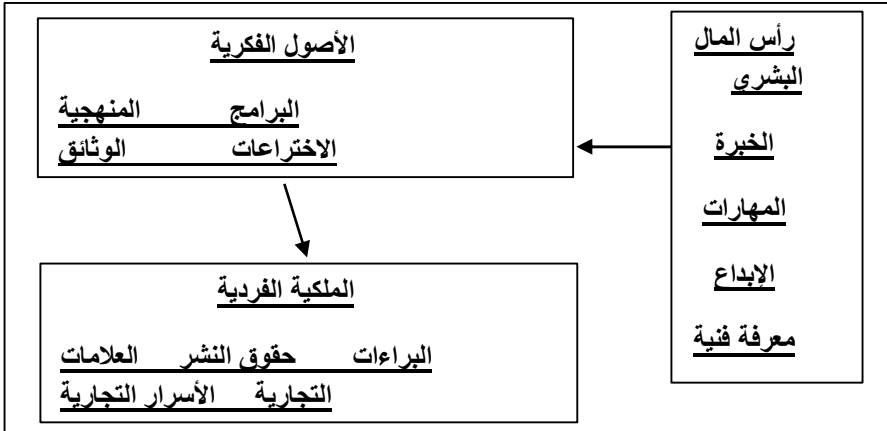 رأس المال
البشري
الخبرة
المهارات
الإبداع
معرفة فنية
الأصول الفكرية
البرامج المنهجية
الاختراعات الوثائق
الملكية الفردية
البراءات حقوق النشر العلامات
التجارية الأسرار التجارية